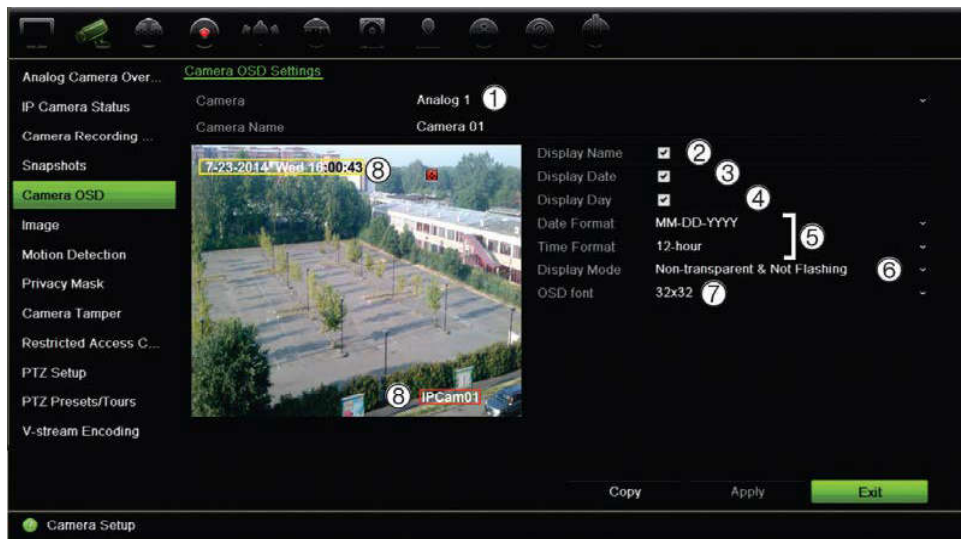 Analog Camera Over...
IP Camera Status
Camera Recording ...
Snapshots
Camera OSD
Image
Motion Detection
Privacy Mask
Camera Tamper
Restricted Access C...
PTZ Setup
PTZ Presets/Tours
V-stream Encoding
Camera OSD Settings
Camera Analog 1 ①
Camera Name Camera 01
7-23-2014 Wed 16:00:43 ⑧
⑧ IPCam01
Display Name ②
Display Date ③
Display Day ④
Date Format MM-DD-YYYY
⑤
Time Format 12-hour
Display Mode Non-transparent & Not Flashing ⑥
OSD font 32x32 ⑦
Copy Apply Exit
Camera Setup